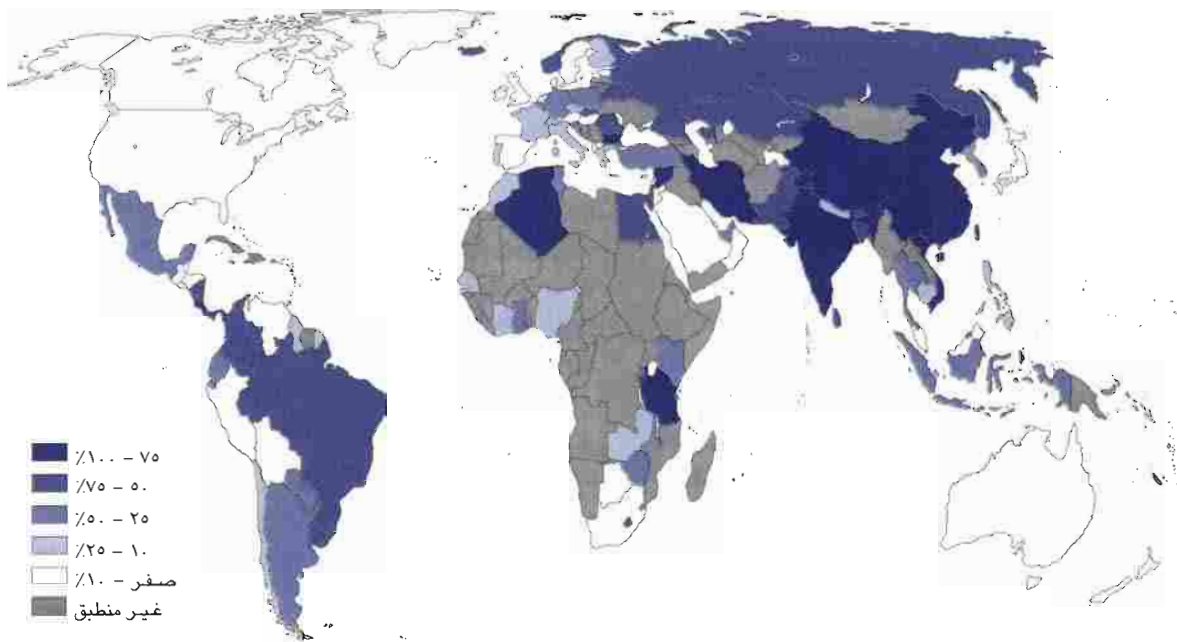 ٪١٠٠ – ٧٥
٪٧٥ – ٥٠
٪٥٠ – ٢٥
٪٢٥ – ١٠
صفر – ١٠٪
غير منطبق